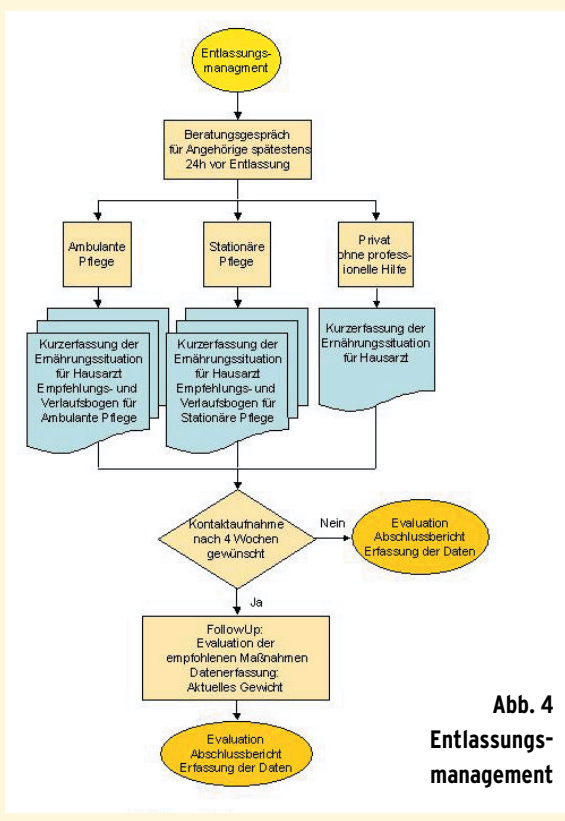 Entlassungs-
managment
Beratungsgespräch
für Angehörige spätestens
24h vor Entlassung
Ambulante
Pflege
Stationäre
Pflege
Privat
ohne profess-
ionelle Hilfe
Kurzerfassung der
Ernährungssituation
für Hausarzt
Empfehlungs- und
Verlaufsbogen für
Ambulante Pflege
Kurzerfassung der
Ernährungssituation
für Hausarzt
Empfehlungs- und
Verlaufsbogen für
Stationäre Pflege
Kurzerfassung der
Ernährungssituation
für Hausarzt
Kontaktaufnahme
nach 4 Wochen
gewünscht
Nein
Evaluation
Abschlussbericht
Erfassung der Daten
Ja
FollowUp:
Evaluation der
empfohlenen Maßnahmen
Datenerfassung:
Aktuelles Gewicht
Evaluation
Abschlussbericht
Erfassung der Daten
Abb. 4
Entlassungs-
management